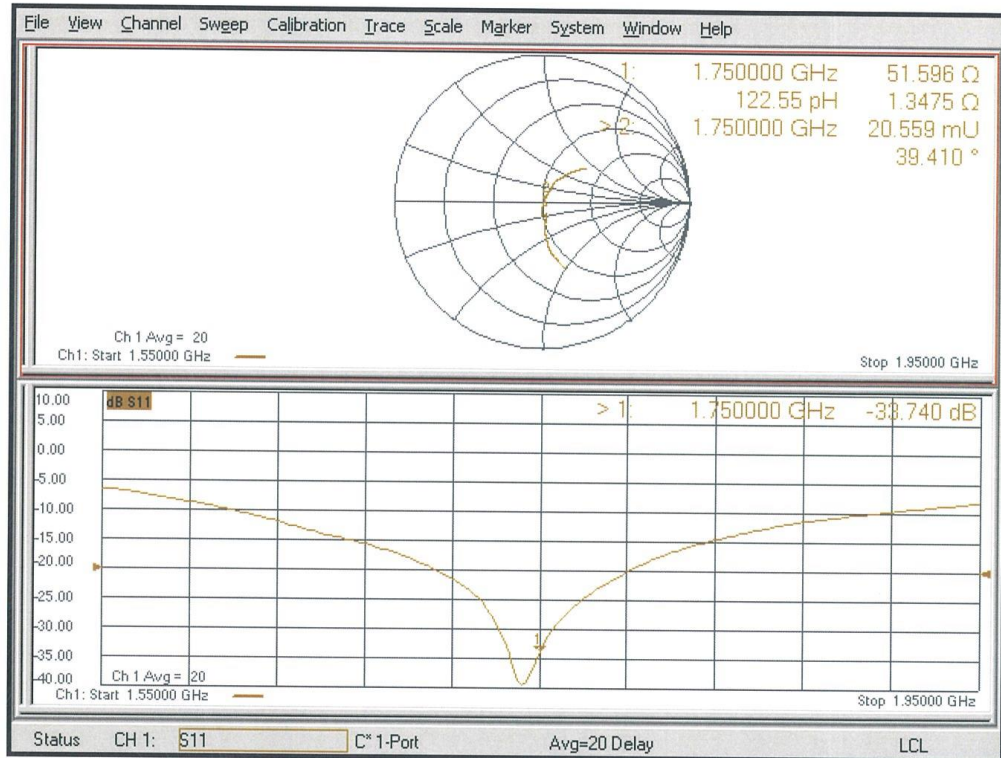 File View Channel Sweep Calibration Trace Scale Marker System Window Help
1: 1.750000 GHz 51.596 Ω
122.55 pH 1.3475 Ω
> 2: 1.750000 GHz 20.559 mU
39.410 °
Ch 1 Avg = 20
Ch1: Start 1.55000 GHz
Stop 1.95000 GHz
10.00
dB S11
> 1: 1.750000 GHz -33.740 dB
5.00
0.00
-5.00
-10.00
-15.00
-20.00
-25.00
-30.00
1
-35.00
-40.00
Ch 1 Avg = 20
Ch1: Start 1.55000 GHz
Stop 1.95000 GHz
Status CH 1: S11 C* 1-Port Avg=20 Delay LCL